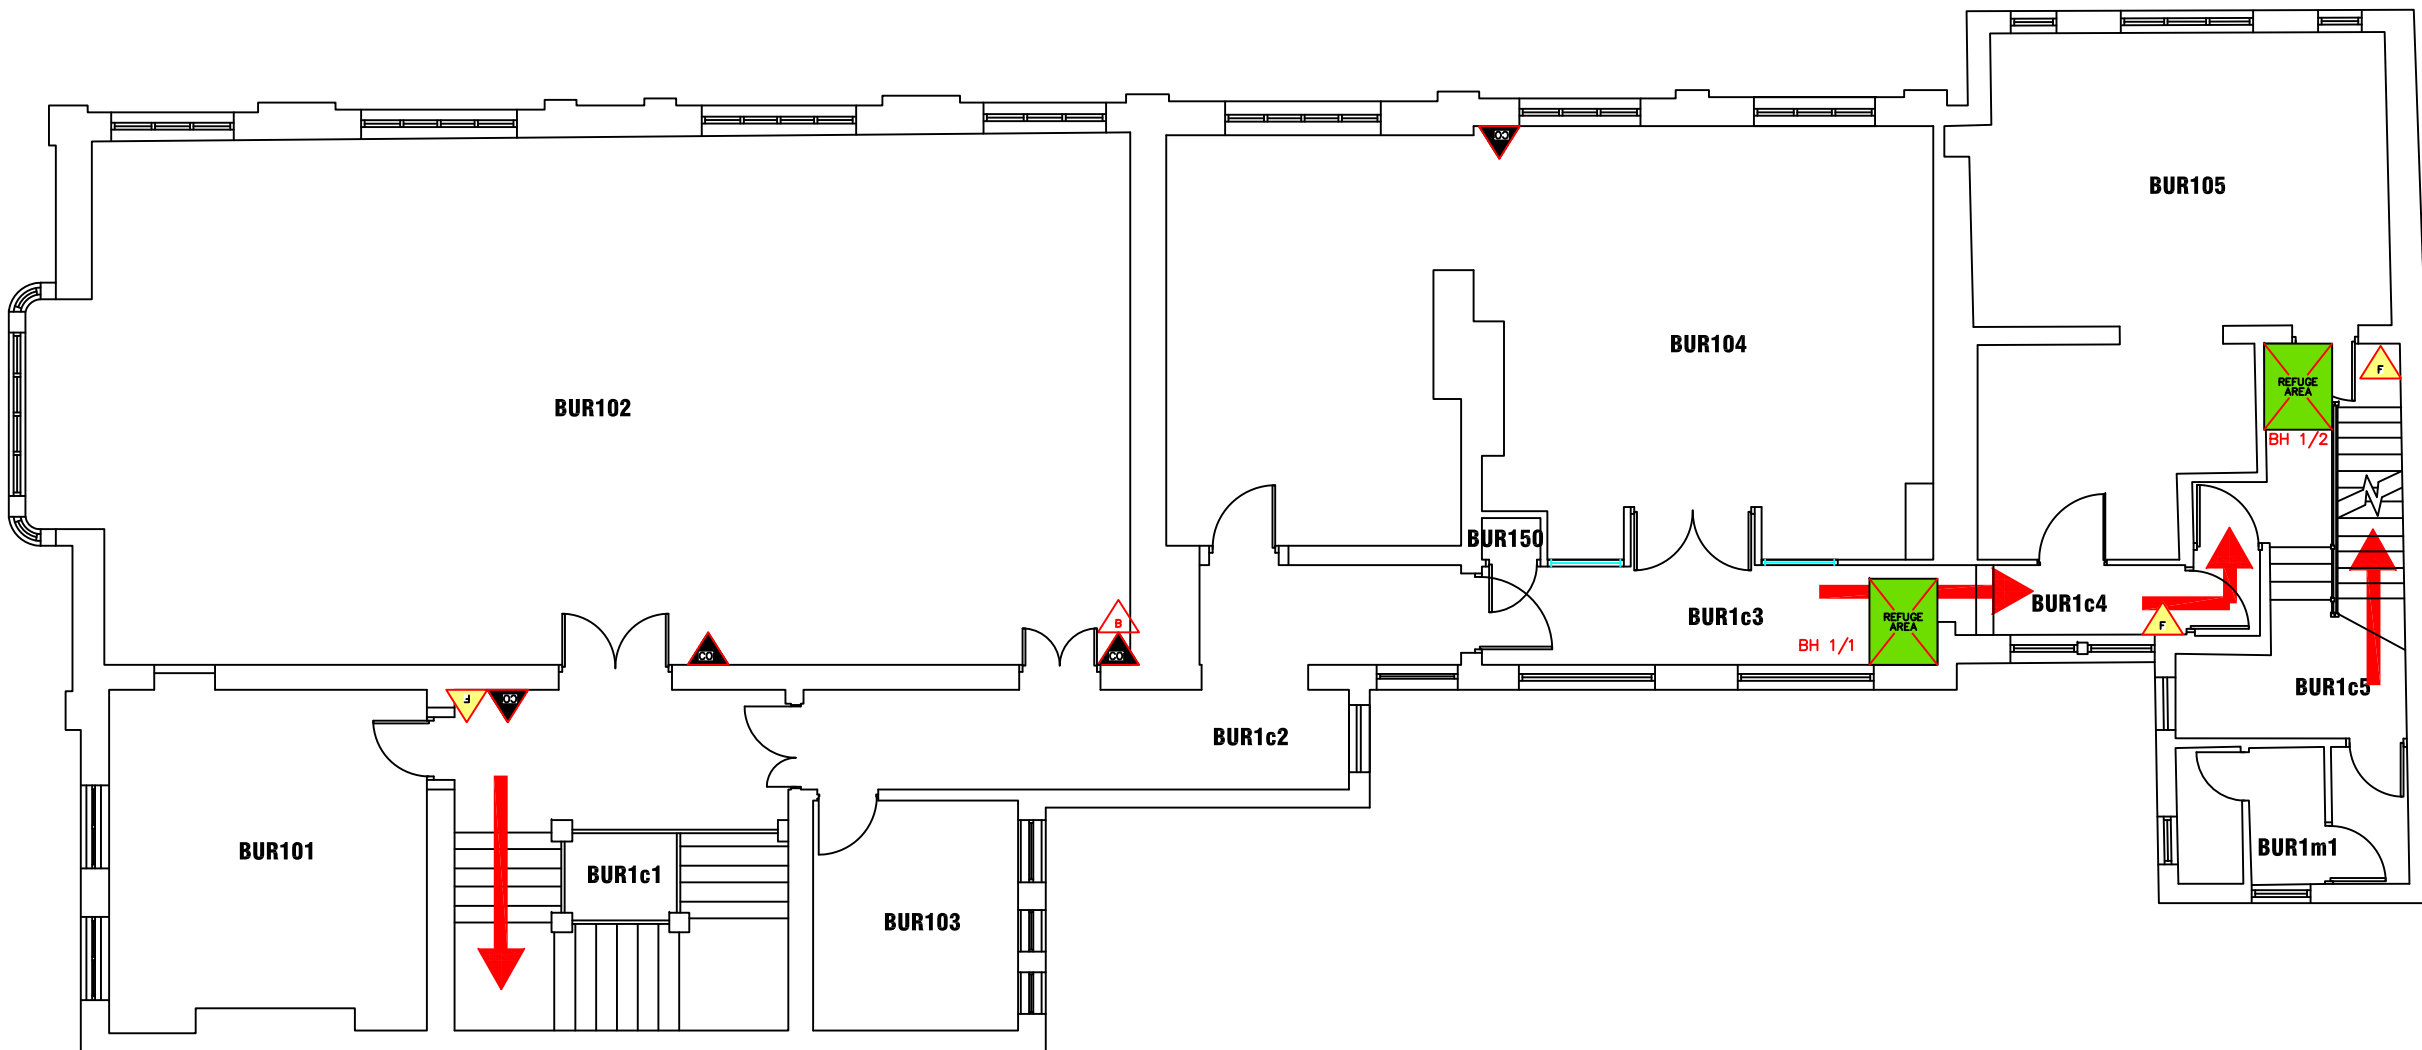 BUR105
CO
BUR104
F
REFUGE
AREA
BH 1/2
BUR102
BUR150
BUR1c4
BUR1c3
REFUGE
AREA
BH 1/1
F
B
CO
CO
F
CO
BUR1c5
BUR1c2
BUR101
BUR1c1
BUR103
BUR1m1